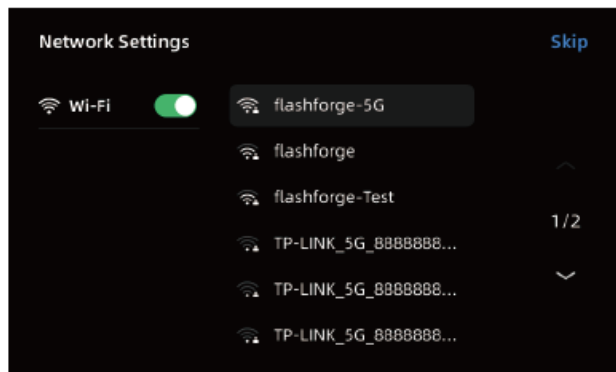 Network Settings
Skip
Wi-Fi
flashforge-5G
flashforge
flashforge-Test
TP-LINK_5G_8888888...
TP-LINK_5G_8888888...
TP-LINK_5G_8888888...
1/2